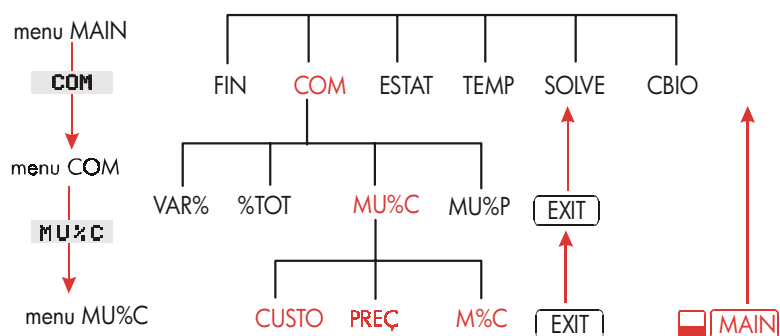 menu MAIN
COM
menu COM
MU%C
menu MU%C
FIN COM ESTAT TEMP SOLVE CBIO
VAR% %TOT MU%C MU%P EXIT
CUSTO PREÇ M%C EXIT MAIN